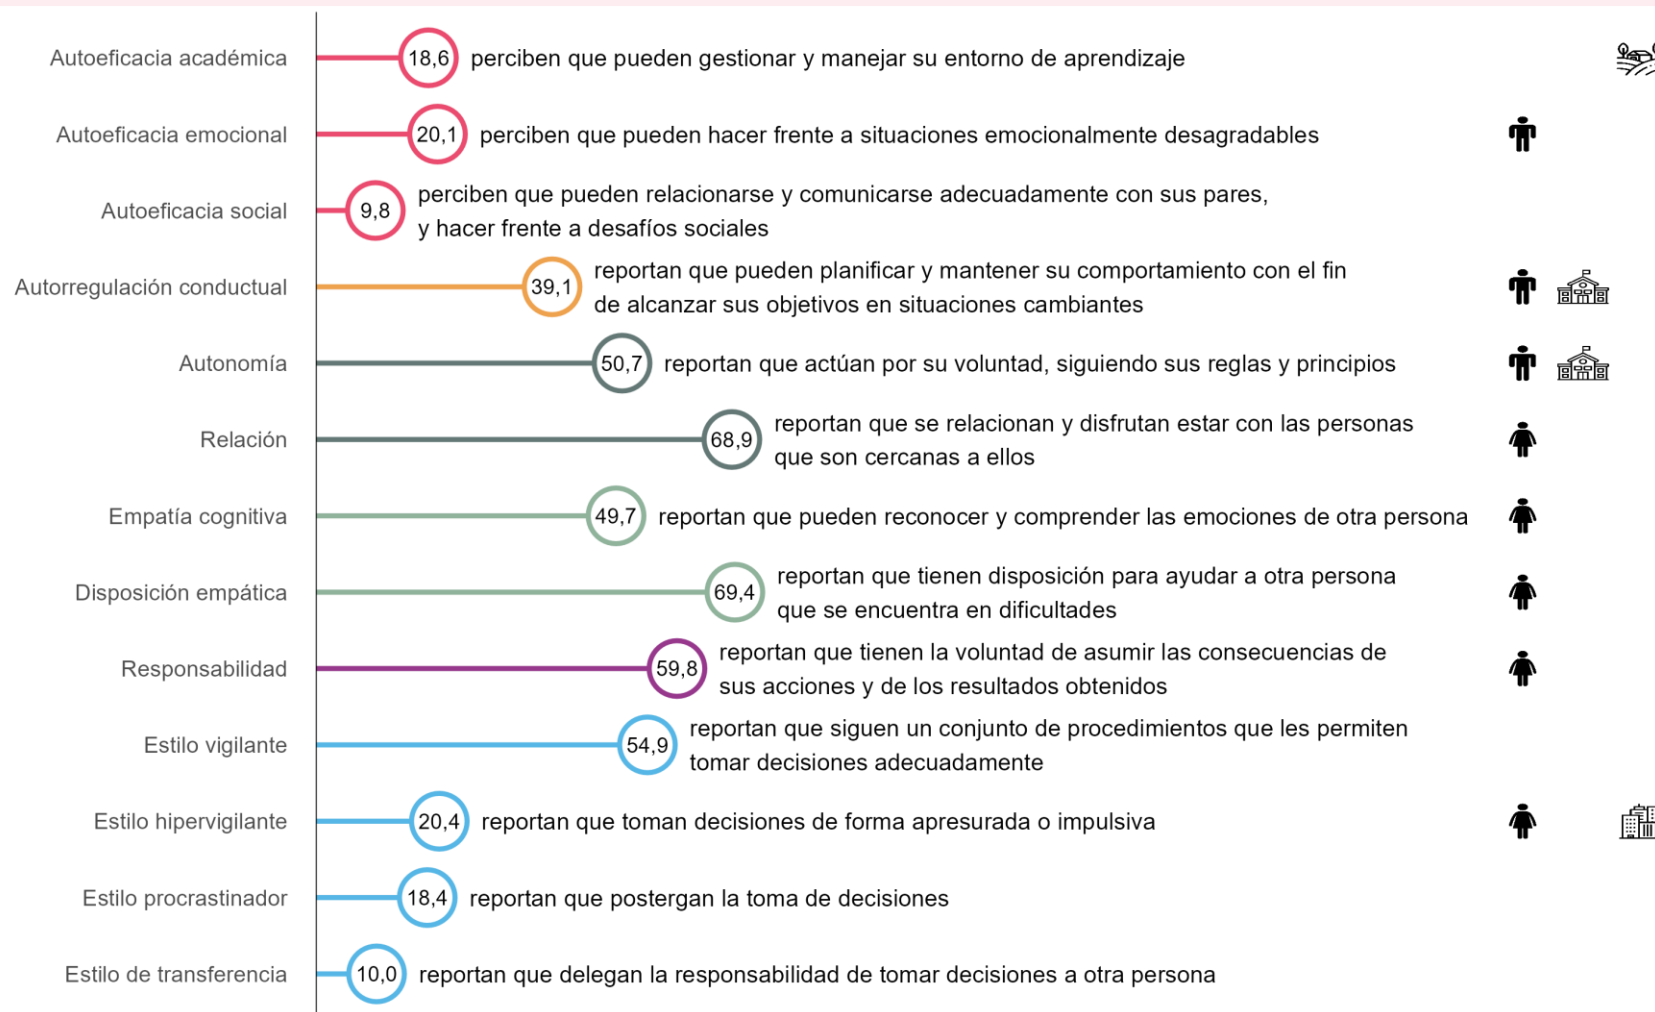 Autoeficacia académica 18,6 perciben que pueden gestionar y manejar su entorno de aprendizaje
Autoeficacia emocional 20,1 perciben que pueden hacer frente a situaciones emocionalmente desagradables
Autoeficacia social 9,8 perciben que pueden relacionarse y comunicarse adecuadamente con sus pares,
y hacer frente a desafíos sociales
Autorregulación conductual 39,1 reportan que pueden planificar y mantener su comportamiento con el fin
de alcanzar sus objetivos en situaciones cambiantes
Autonomía 50,7 reportan que actúan por su voluntad, siguiendo sus reglas y principios
Relación 68,9 reportan que se relacionan y disfrutan estar con las personas
que son cercanas a ellos
Empatía cognitiva 49,7 reportan que pueden reconocer y comprender las emociones de otra persona
Disposición empática 69,4 reportan que tienen disposición para ayudar a otra persona
que se encuentra en dificultades
Responsabilidad 59,8 reportan que tienen la voluntad de asumir las consecuencias de
sus acciones y de los resultados obtenidos
Estilo vigilante 54,9 reportan que siguen un conjunto de procedimientos que les permiten
tomar decisiones adecuadamente
Estilo hipervigilante 20,4 reportan que toman decisiones de forma apresurada o impulsiva
Estilo procrastinador 18,4 reportan que postergan la toma de decisiones
Estilo de transferencia 10,0 reportan que delegan la responsabilidad de tomar decisiones a otra persona